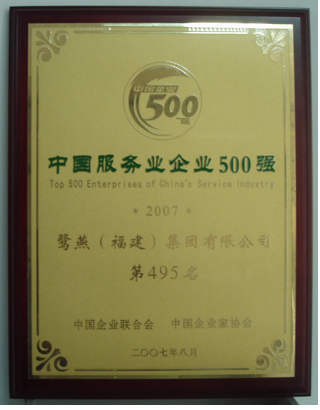 中国企业
500
强
中国服务业企业500强
Top 500 Enterprises of China's Service Industry
* 2007 *
鹭燕（福建）集团有限公司
第495名
中国企业联合会 中国企业家协会
二〇〇七年八月